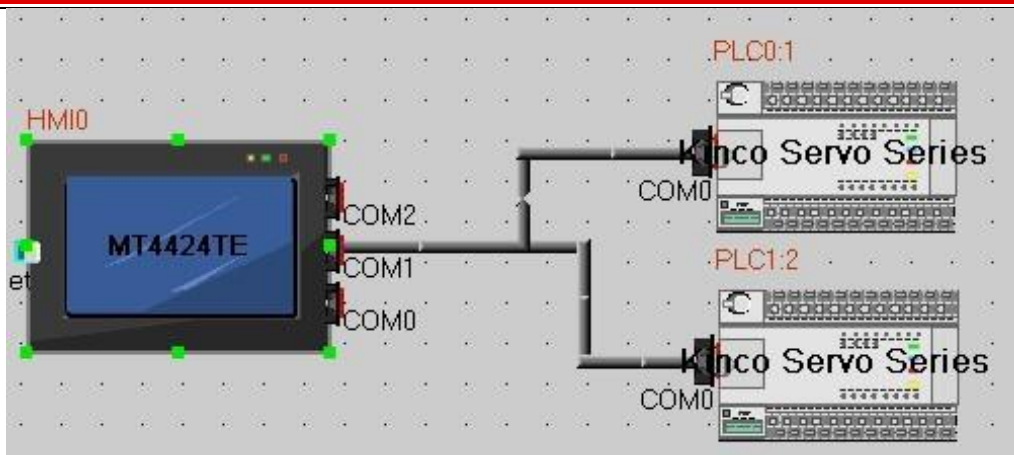 PLC0:1
HMI0
Kinco Servo Series
COM0
COM2
MT4424TE
COM1
et
COM0
PLC1:2
Kinco Servo Series
COM0